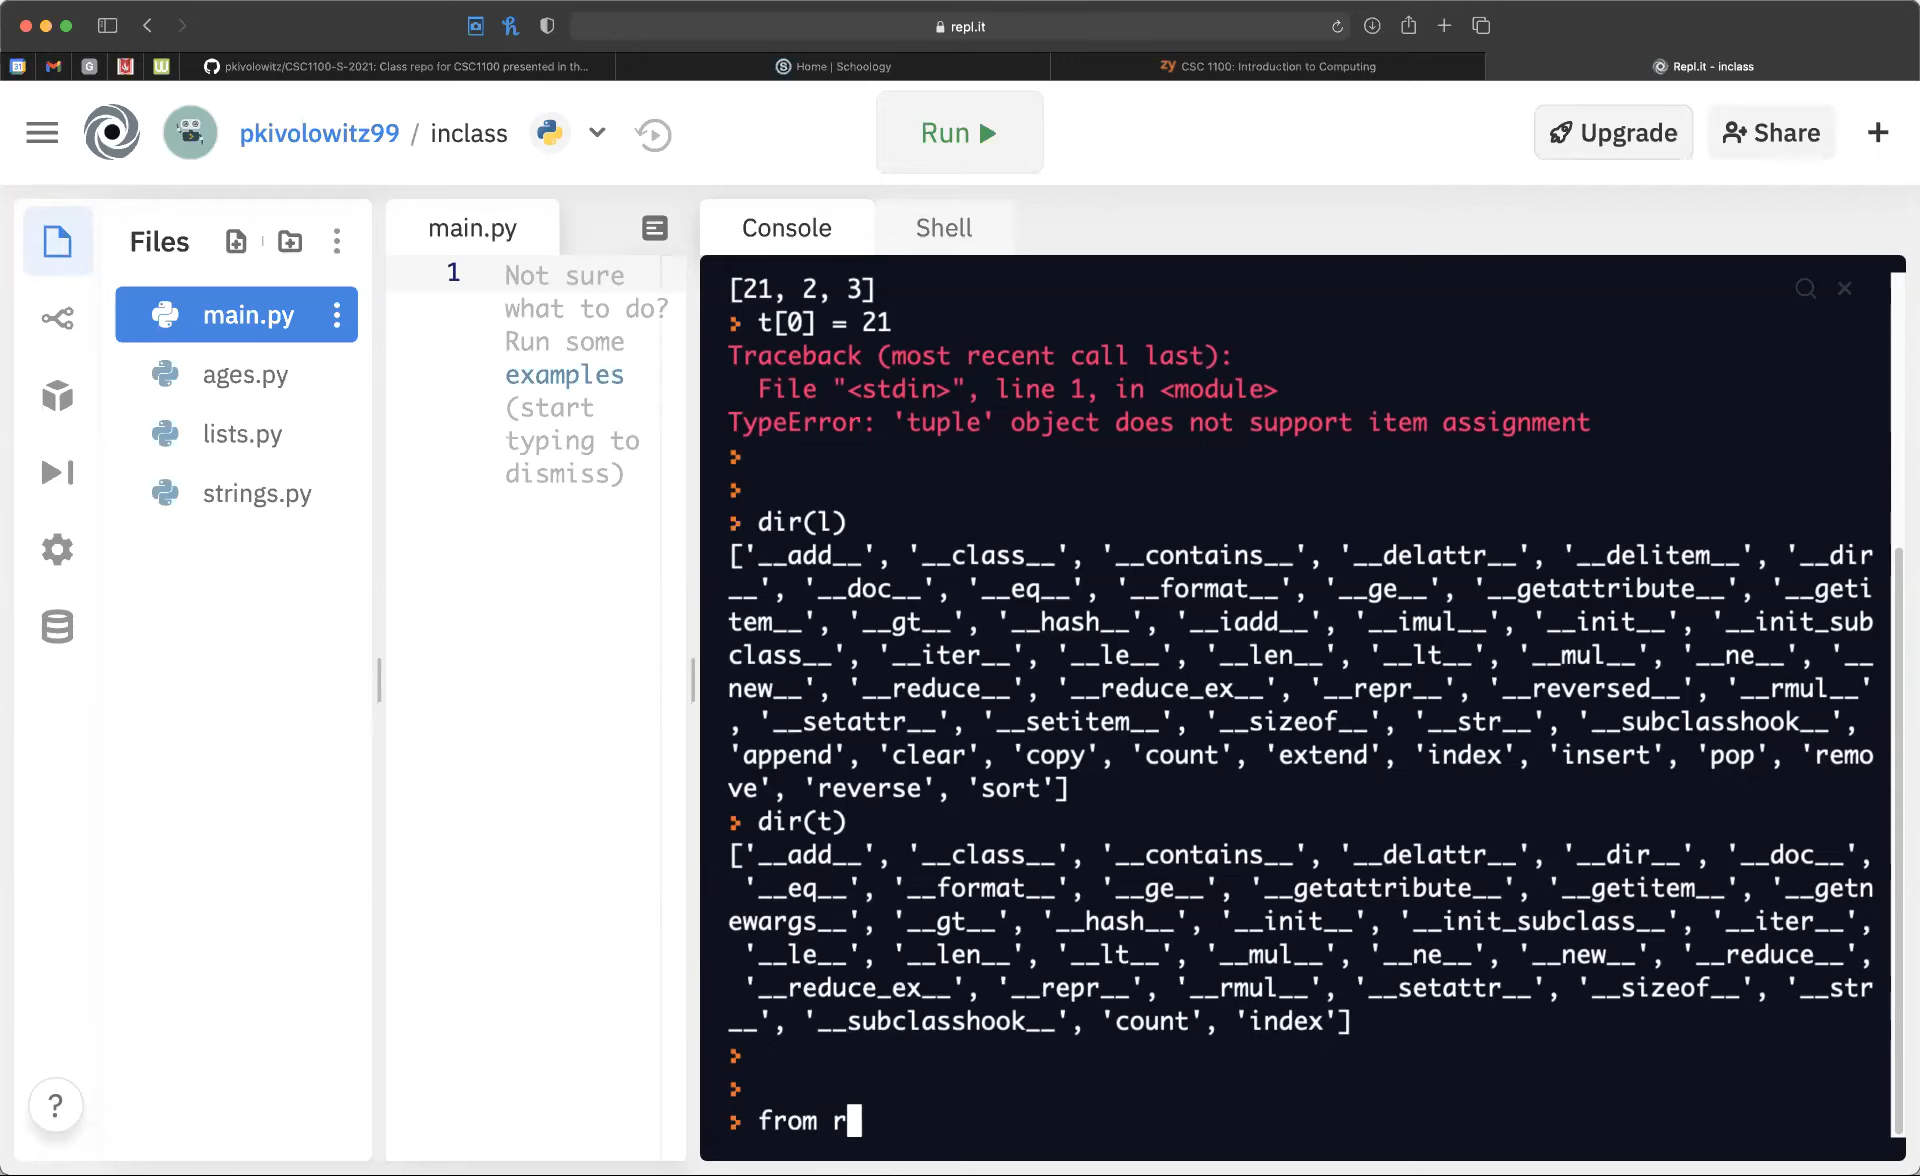 repl.it
31
G
W
pkivolowitz/CSC1100-S-2021: Class repo for CSC1100 presented in th...
S Home | Schoology
zy CSC 1100: Introduction to Computing
Repl.it - inclass
pkivolowitz99 / inclass
Run
Upgrade
Share
+
Files
main.py
ages.py
lists.py
strings.py
?
main.py
1
Not sure
what to do?
Run some
examples
(start
typing to
dismiss)
Console
Shell
[21, 2, 3]
> t[0] = 21
Traceback (most recent call last):
File "<stdin>", line 1, in <module>
TypeError: 'tuple' object does not support item assignment
>
>
> dir(l)
['__add__', '__class__', '__contains__', '__delattr__', '__delitem__', '__dir
__', '__doc__', '__eq__', '__format__', '__ge__', '__getattribute__', '__geti
tem__', '__gt__', '__hash__', '__iadd__', '__imul__', '__init__', '__init_sub
class__', '__iter__', '__le__', '__len__', '__lt__', '__mul__', '__ne__', '__
new__', '__reduce__', '__reduce_ex__', '__repr__', '__reversed__', '__rmul__'
, '__setattr__', '__setitem__', '__sizeof__', '__str__', '__subclasshook__',
'append', 'clear', 'copy', 'count', 'extend', 'index', 'insert', 'pop', 'remo
ve', 'reverse', 'sort']
> dir(t)
['__add__', '__class__', '__contains__', '__delattr__', '__dir__', '__doc__',
'__eq__', '__format__', '__ge__', '__getattribute__', '__getitem__', '__getn
ewargs__', '__gt__', '__hash__', '__init__', '__init_subclass__', '__iter__',
'__le__', '__len__', '__lt__', '__mul__', '__ne__', '__new__', '__reduce__',
'__reduce_ex__', '__repr__', '__rmul__', '__setattr__', '__sizeof__', '__str
__', '__subclasshook__', 'count', 'index']
>
>
> from r